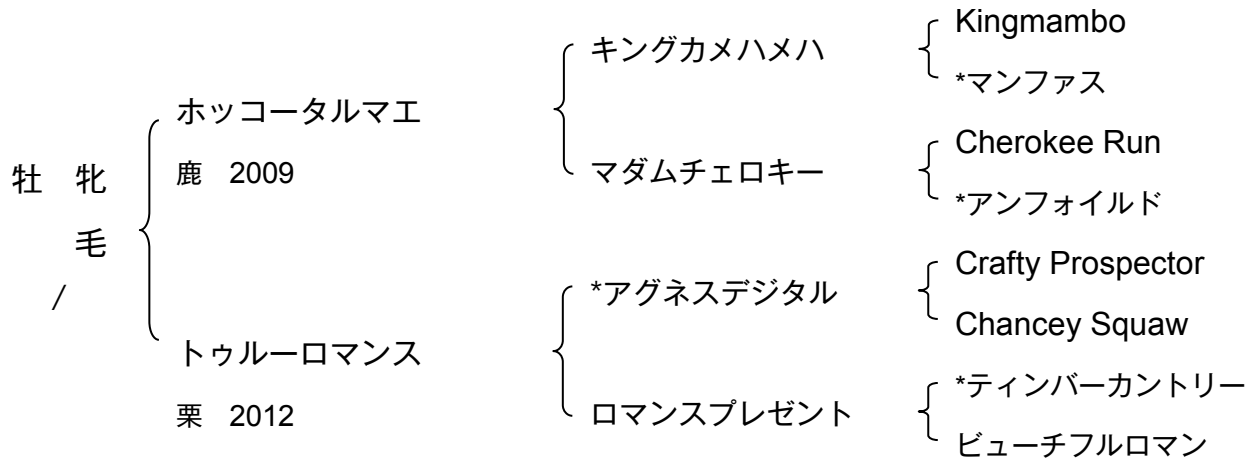 牡 牝
毛
/
ホッコータルマエ
鹿 2009
トゥルーロマンス
栗 2012
キングカメハメハ
マダムチェロキー
*アグネスデジタル
ロマンスプレゼント
Kingmambo
*マンファス
Cherokee Run
*アンフォイルド
Crafty Prospector
Chancey Squaw
*ティンバーカントリー
ビューチフルロマン